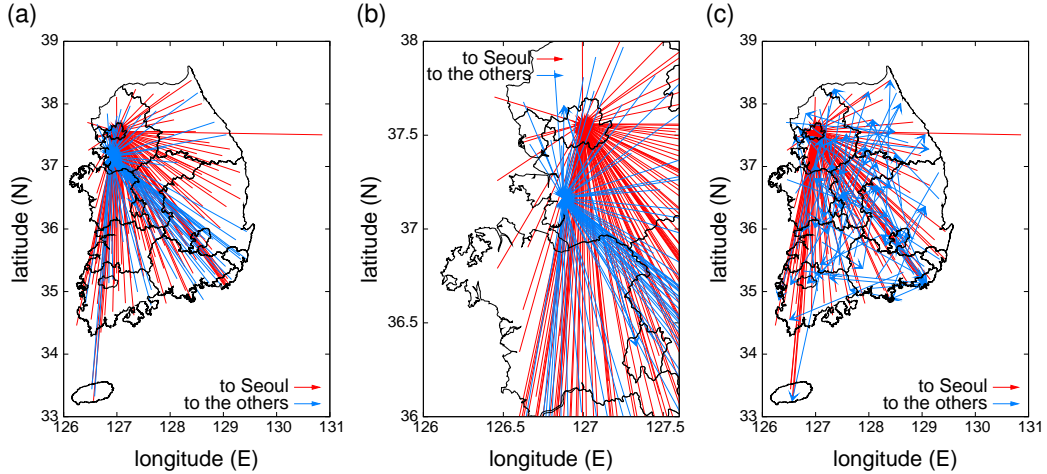 (a)
39
38
37
36
35
34
33
latitude (N)
to Seoul
to the others
126 127 128 129 130 131
longitude (E)
(b)
to Seoul
to the others
38
37.5
37
36.5
36
latitude (N)
126 126.5 127 127.5
longitude (E)
(c)
39
38
37
36
35
34
33
latitude (N)
to Seoul
to the others
126 127 128 129 130 131
longitude (E)